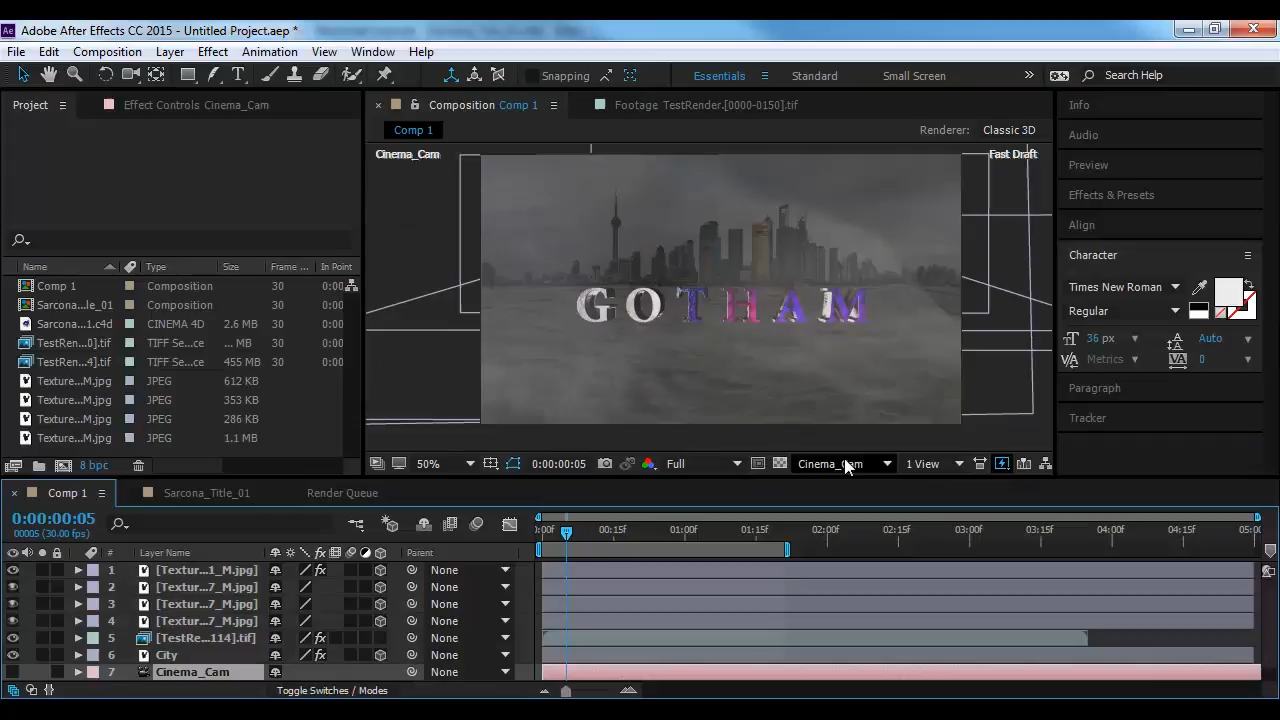 Adobe After Effects CC 2015 - Untitled Project.aep *
File Edit Composition Layer Effect Animation View Window Help
Snapping Essentials Standard Small Screen Search Help
Project Effect Controls Cinema_Cam Composition Comp 1 Footage TestRender.[0000-0150].tif Info
Comp 1 Renderer: Classic 3D Audio
Cinema_Cam Fast Draft Preview
Effects & Presets
Align
Character
Name Type Size Frame ... In Point
Comp 1 Composition 30 0:00
Times New Roman
Sarcona...le_01 Composition 30 0:00
Regular
GOTHAM
Sarcona...1.c4d CINEMA 4D 2.6 MB 30 0:00
TestRen...0].tif TIFF Se...ce ... MB 30 0:00
36 px Auto
TestRen...4].tif TIFF Se...ce 455 MB 30 0:00
Metrics 0
Texture...M.jpg JPEG 612 KB
Paragraph
Texture...M.jpg JPEG 353 KB
Tracker
Texture...M.jpg JPEG 286 KB
Texture...M.jpg JPEG 1.1 MB
8 bpc 50% 0:00:00:05 Full Cinema_Cam 1 View
Comp 1 Sarcona_Title_01 Render Queue
0:00:00:05
00005 (30.00 fps)
0:00f 00:15f 01:00f 01:15f 02:00f 02:15f 03:00f 03:15f 04:00f 04:15f 05:00f
# Layer Name Parent
1 [Textur...1_M.jpg] None
2 [Textur...7_M.jpg] None
3 [Textur...7_M.jpg] None
4 [Textur...7_M.jpg] None
5 [TestRe...114].tif] None
6 City None
7 Cinema_Cam None
Toggle Switches / Modes